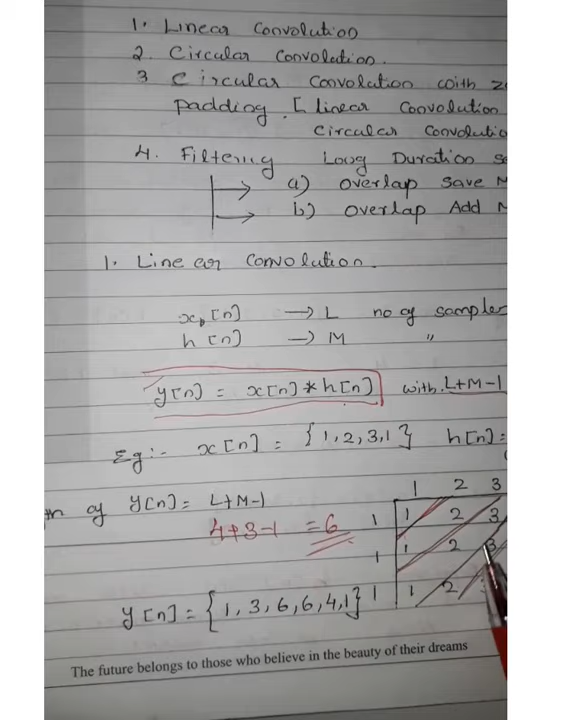 1. Linear Convolution
2. Circular Convolution.
3 Circular Convolution with z
Padding. [linear Convolution
Circular Convolutio
4. Filtering Long Duration Se
a) overlap Save M
b) overlap Add M
1. Linear Convolution.
x[n] → L no of samples
h[n] → M "
y[n] = x[n] * h[n] with L+M-1
Eg:- x[n] = {1,2,3,1} h[n] =
of y[n] = L+M-1
4+3-1 = 6
1 2 3
1 1 2 3
1 1 2 3
1 1 2
y[n] = {1, 3, 6, 6, 4, 1}
The future belongs to those who believe in the beauty of their dreams